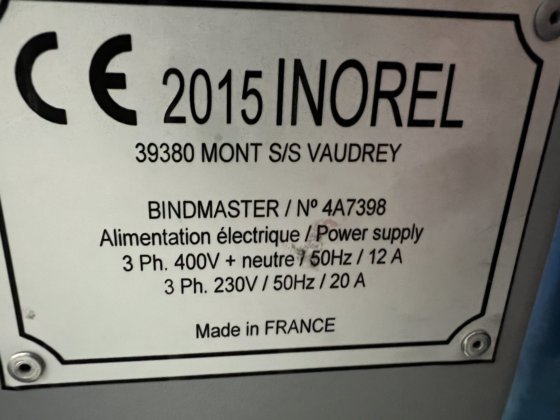 CE 2015 INOREL
39380 MONT S/S VAUDREY
BINDMASTER / Nº 4A7398
Alimentation électrique / Power supply
3 Ph. 400V + neutre / 50Hz / 12 A
3 Ph. 230V / 50Hz / 20 A
Made in FRANCE